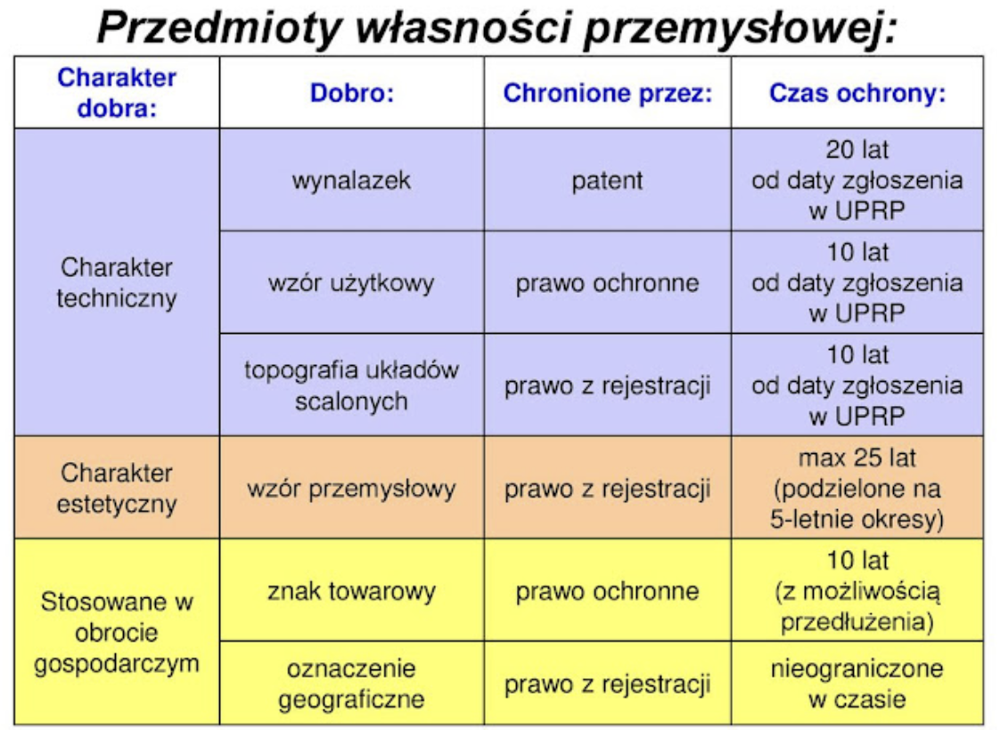 Przedmioty własności przemysłowej:
Charakter
dobra:
Dobro:
Chronione przez:
Czas ochrony:
Charakter
techniczny
wynalazek
patent
20 lat
od daty zgłoszenia
w UPRP
wzór użytkowy
prawo ochronne
10 lat
od daty zgłoszenia
w UPRP
topografia układów
scalonych
prawo z rejestracji
10 lat
od daty zgłoszenia
w UPRP
Charakter
estetyczny
wzór przemysłowy
prawo z rejestracji
max 25 lat
(podzielone na
5-letnie okresy)
Stosowane w
obrocie
gospodarczym
znak towarowy
prawo ochronne
10 lat
(z możliwością
przedłużenia)
oznaczenie
geograficzne
prawo z rejestracji
nieograniczone
w czasie